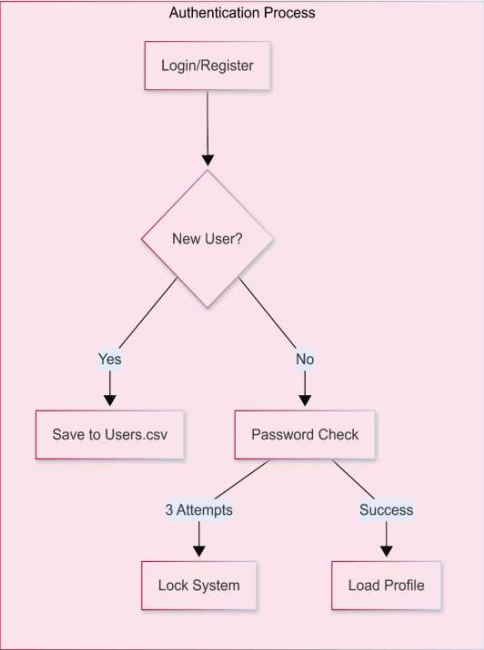 Authentication Process
Login/Register
New User?
Yes
No
Save to Users.csv
Password Check
3 Attempts
Success
Lock System
Load Profile